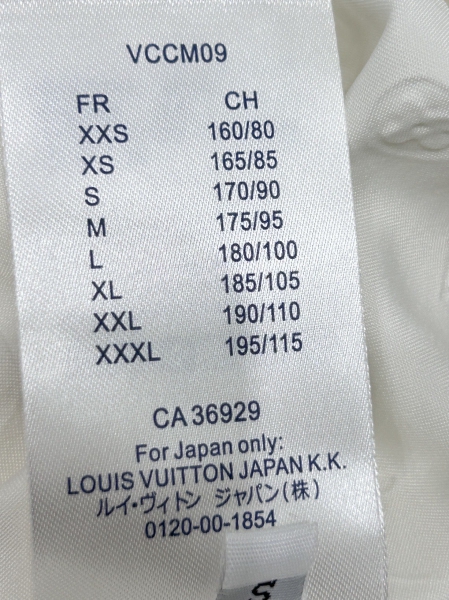 VCCM09
FR CH
XXS 160/80
XS 165/85
S 170/90
M 175/95
L 180/100
XL 185/105
XXL 190/110
XXXL 195/115
CA 36929
For Japan only:
LOUIS VUITTON JAPAN K.K.
ルイ・ヴィトン ジャパン(株)
0120-00-1854
S